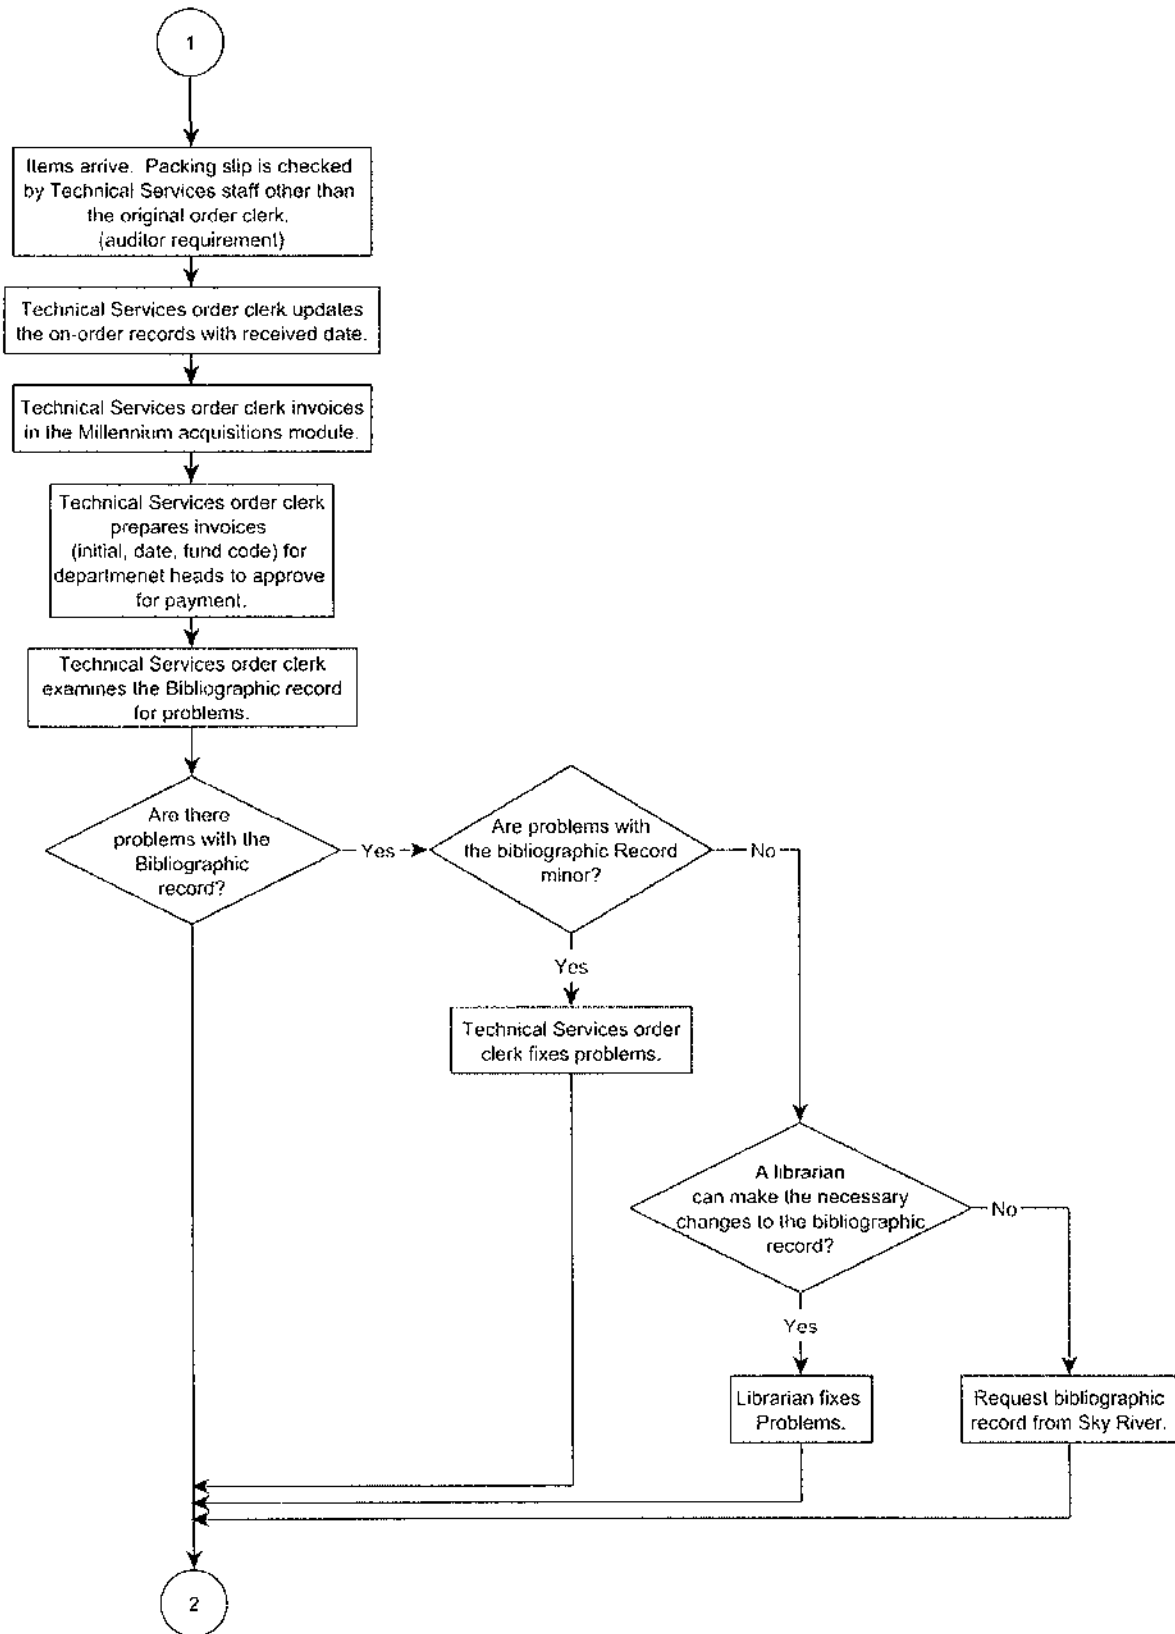 1
Items arrive. Packing slip is checked
by Technical Services staff other than
the original order clerk.
(auditor requirement)
Technical Services order clerk updates
the on-order records with received date.
Technical Services order clerk invoices
in the Millennium acquisitions module.
Technical Services order clerk
prepares invoices
(initial, date, fund code) for
departmenet heads to approve
for payment.
Technical Services order clerk
examines the Bibliographic record
for problems.
Are there
problems with the
Bibliographic
record?
Yes
Are problems with
the bibliographic Record
minor?
No
Yes
Technical Services order
clerk fixes problems.
A librarian
can make the necessary
changes to the bibliographic
record?
No
Yes
Librarian fixes
Problems.
Request bibliographic
record from Sky River.
2